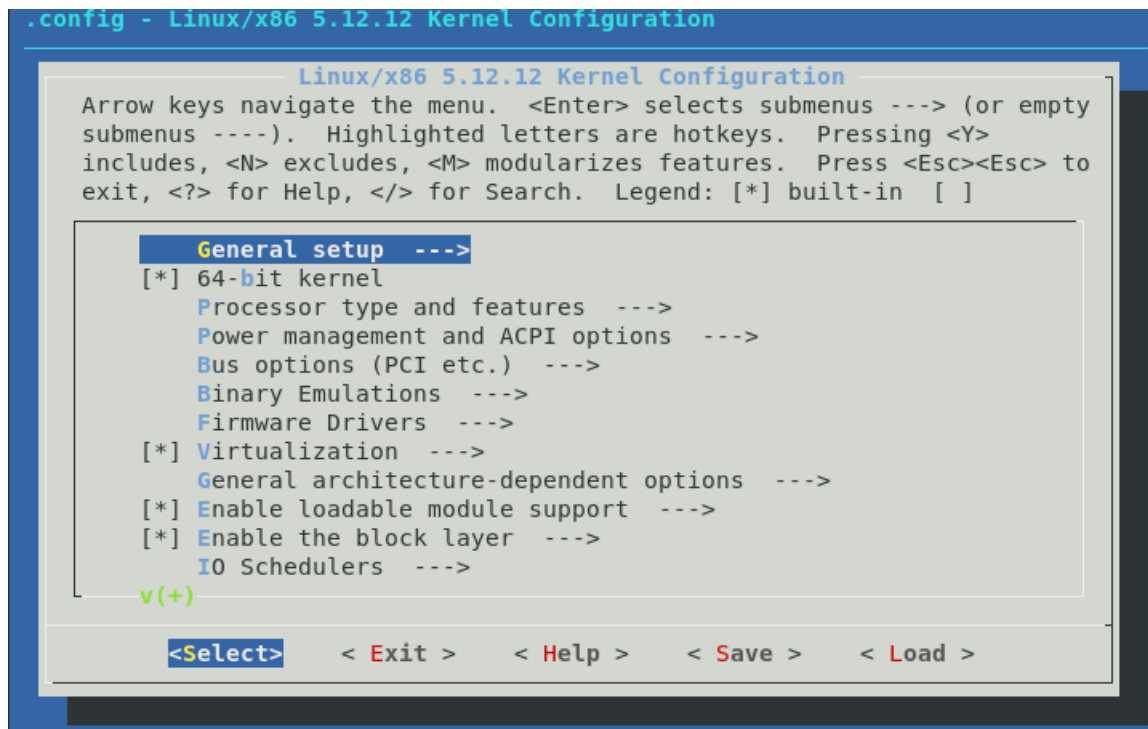 .config - Linux/x86 5.12.12 Kernel Configuration
Linux/x86 5.12.12 Kernel Configuration
Arrow keys navigate the menu.  <Enter> selects submenus ---> (or empty
submenus ----).  Highlighted letters are hotkeys.  Pressing <Y>
includes, <N> excludes, <M> modularizes features.  Press <Esc><Esc> to
exit, <?> for Help, </> for Search.  Legend: [*] built-in  [ ]
General setup  --->
[*] 64-bit kernel
Processor type and features  --->
Power management and ACPI options  --->
Bus options (PCI etc.)  --->
Binary Emulations  --->
Firmware Drivers  --->
[*] Virtualization  --->
General architecture-dependent options  --->
[*] Enable loadable module support  --->
[*] Enable the block layer  --->
IO Schedulers  --->
v(+)
<Select>    < Exit >    < Help >    < Save >    < Load >